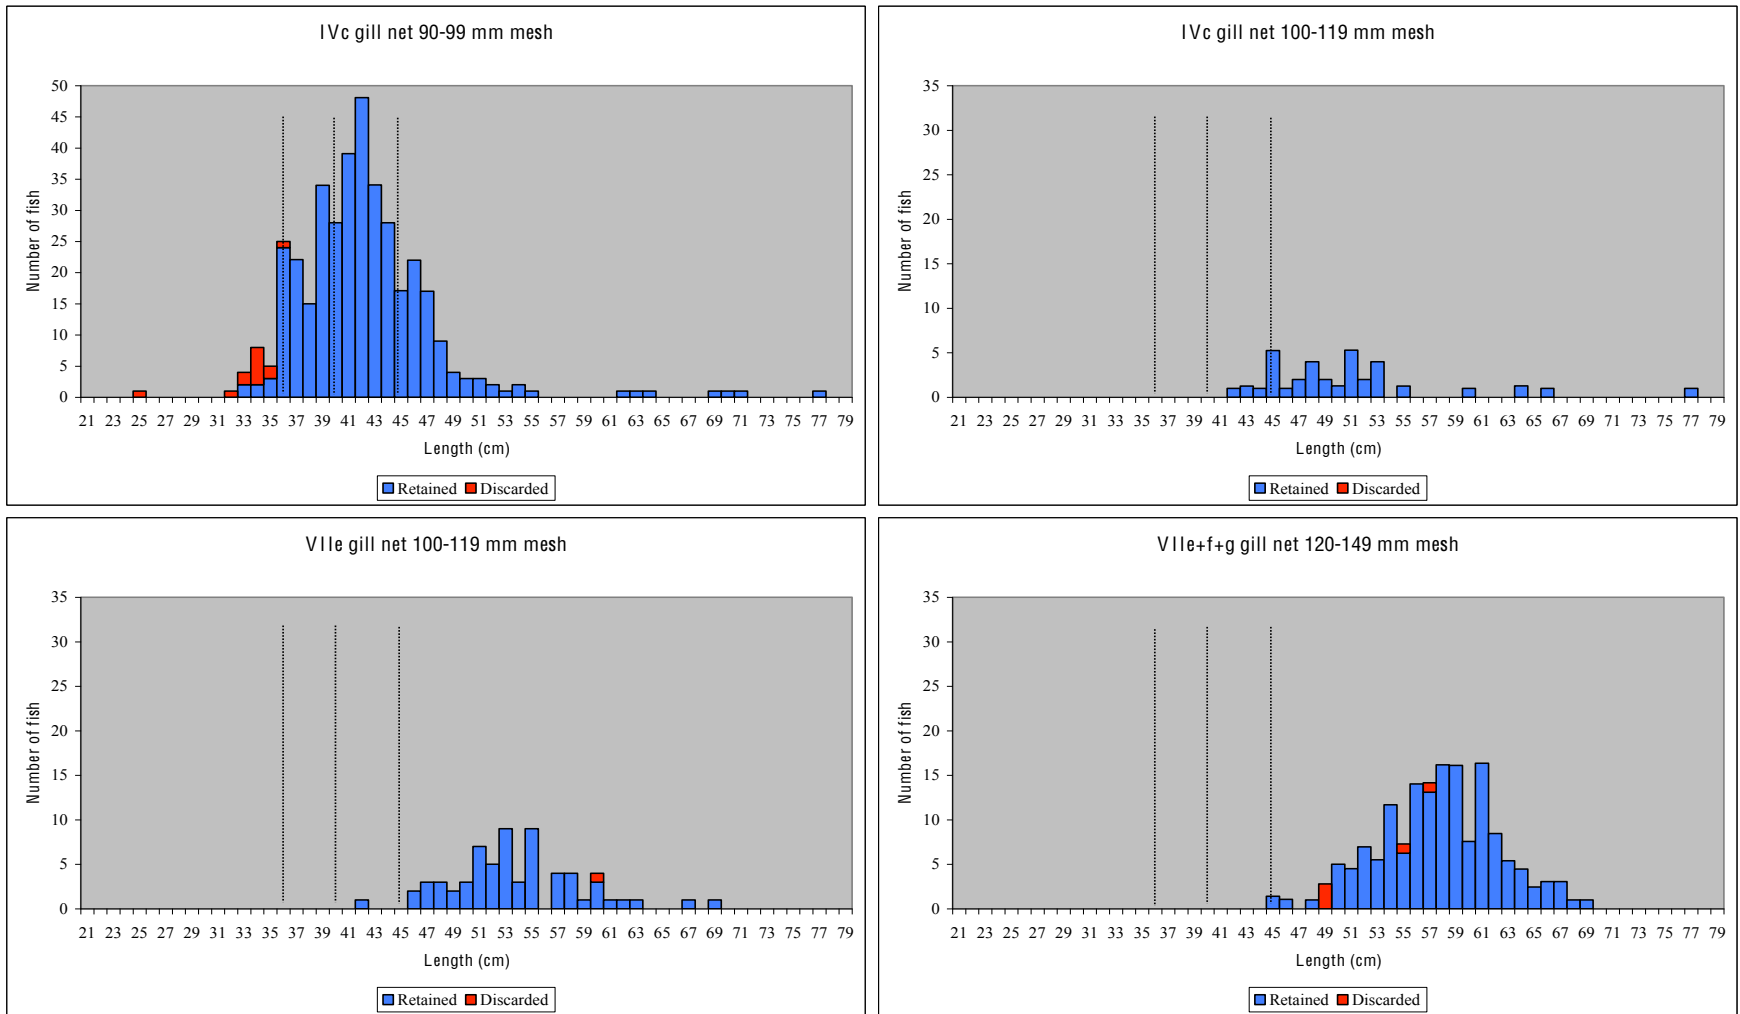 IVc gill net 90-99 mm mesh
50
45
40
35
30
25
20
15
10
5
0
Number of fish
21 23 25 27 29 31 33 35 37 39 41 43 45 47 49 51 53 55 57 59 61 63 65 67 69 71 73 75 77 79
Length (cm)
Retained Discarded
IVc gill net 100-119 mm mesh
35
30
25
20
15
10
5
0
Number of fish
21 23 25 27 29 31 33 35 37 39 41 43 45 47 49 51 53 55 57 59 61 63 65 67 69 71 73 75 77 79
Length (cm)
Retained Discarded
VIIe gill net 100-119 mm mesh
35
30
25
20
15
10
5
0
Number of fish
21 23 25 27 29 31 33 35 37 39 41 43 45 47 49 51 53 55 57 59 61 63 65 67 69 71 73 75 77 79
Length (cm)
Retained Discarded
VIIe+f+g gill net 120-149 mm mesh
35
30
25
20
15
10
5
0
Number of fish
21 23 25 27 29 31 33 35 37 39 41 43 45 47 49 51 53 55 57 59 61 63 65 67 69 71 73 75 77 79
Length (cm)
Retained Discarded